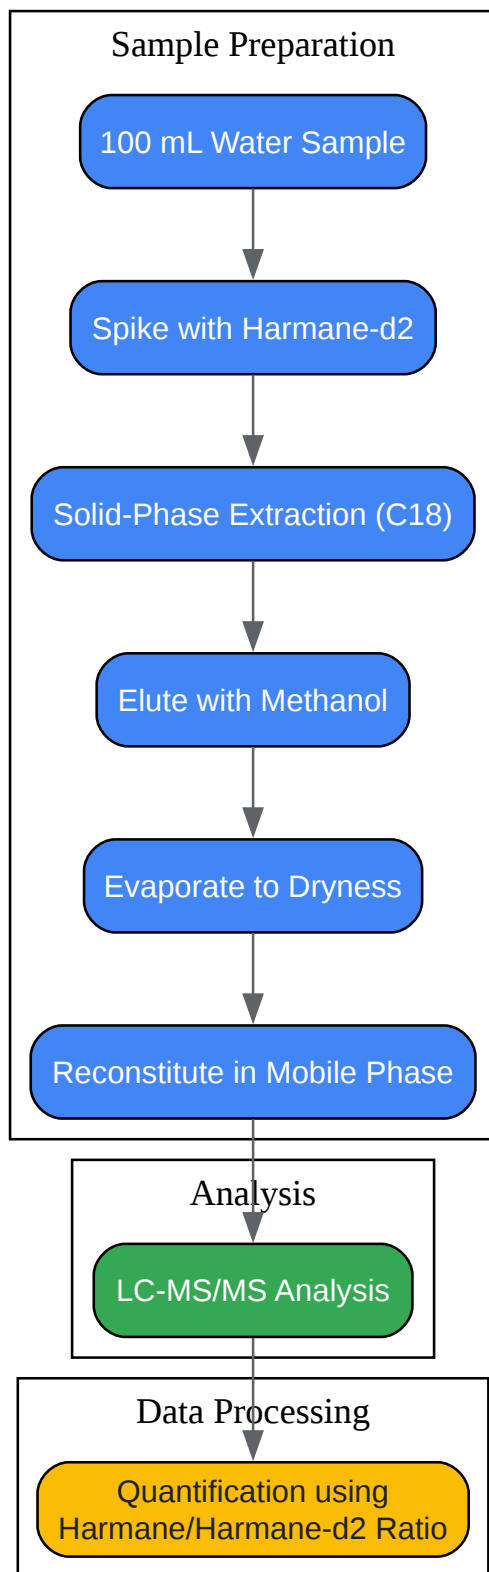 Sample Preparation
100 mL Water Sample
Spike with Harmane-d2
Solid-Phase Extraction (C18)
Elute with Methanol
Evaporate to Dryness
Reconstitute in Mobile Phase
Analysis
LC-MS/MS Analysis
Data Processing
Quantification using
Harmane/Harmane-d2 Ratio